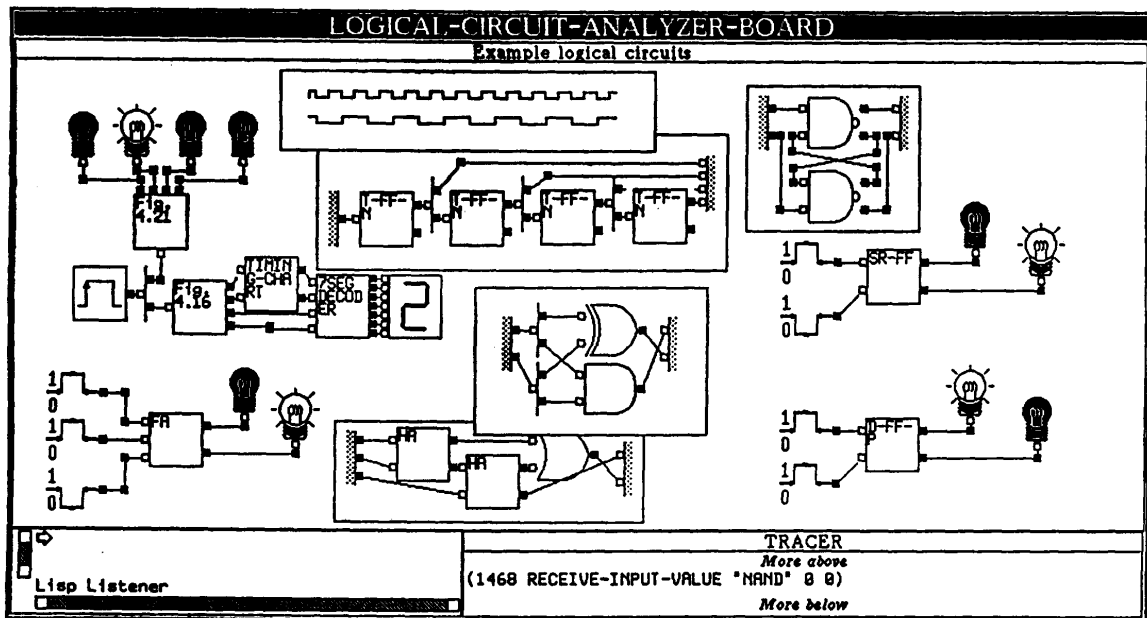 LOGICAL-CIRCUIT-ANALYZER-BOARD
Example logical circuits
Fig.
4.21
T-FF-
N
T-FF-
N
T-FF-
N
T-FF-
N
1
0
1
0
SR-FF
Fig.
4.16
TIMIN
G-CHA
RT
7SEG
DECOD
ER
1
0
1
0
1
0
FA
HA
HA
1
0
1
0
D-FF-
P
Lisp Listener
TRACER
More above
(1468 RECEIVE-INPUT-VALUE "NAND" 0 0)
More below